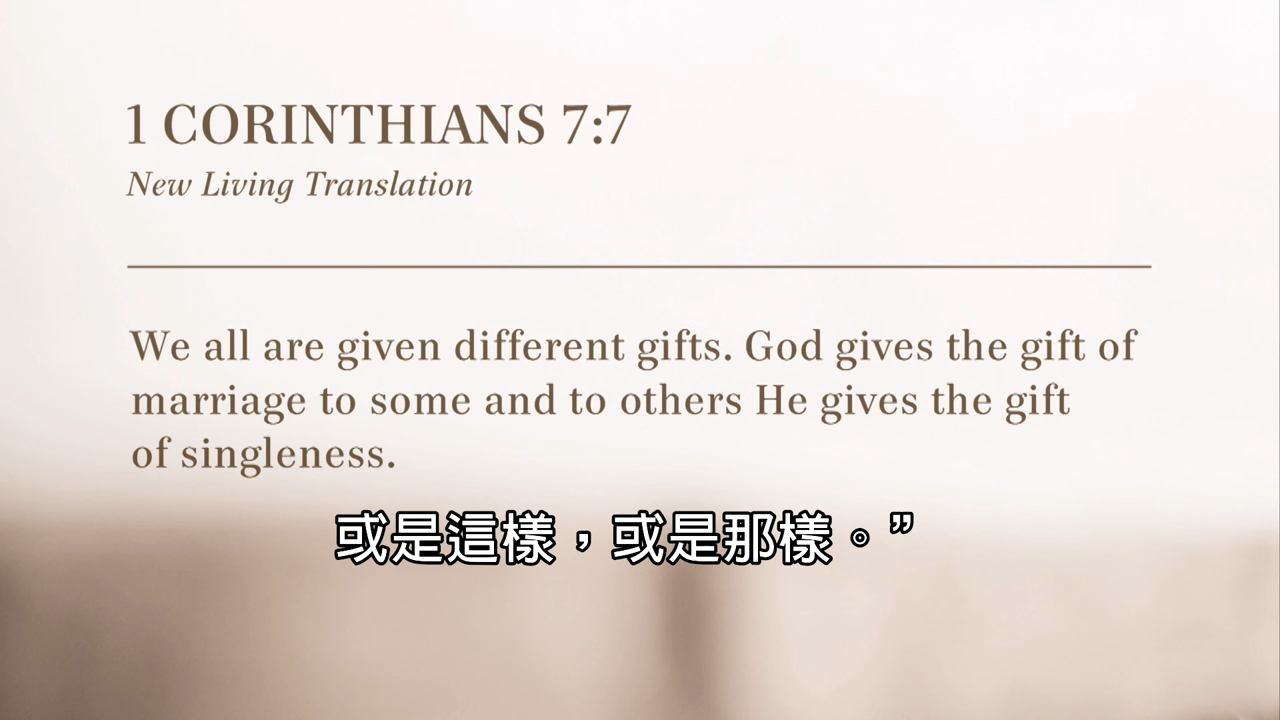 1 CORINTHIANS 7:7
New Living Translation
We all are given different gifts. God gives the gift of
marriage to some and to others He gives the gift
of singleness.
或是這樣，或是那樣。”